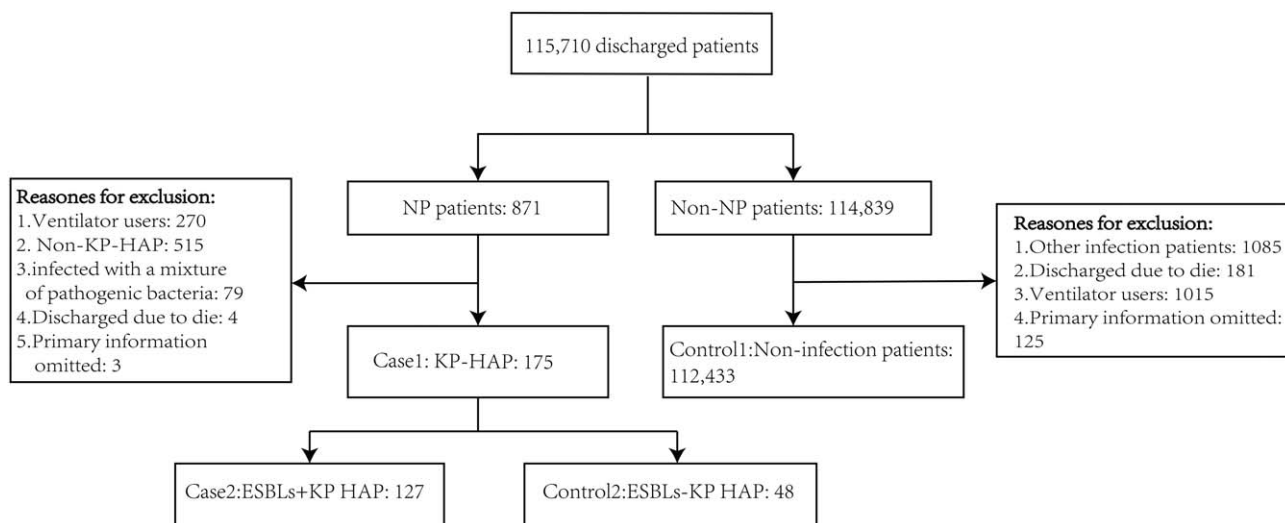 115,710 discharged patients
NP patients: 871
Non-NP patients: 114,839
Reasones for exclusion:
1.Ventilator users: 270
2. Non-KP-HAP: 515
3.infected with a mixture
of pathogenic bacteria: 79
4.Discharged due to die: 4
5.Primary information
omitted: 3
Reasones for exclusion:
1.Other infection patients: 1085
2.Discharged due to die: 181
3.Ventilator users: 1015
4.Primary information omitted:
125
Case1: KP-HAP: 175
Control1:Non-infection patients:
112,433
Case2:ESBLs+KP HAP: 127
Control2:ESBLs-KP HAP: 48